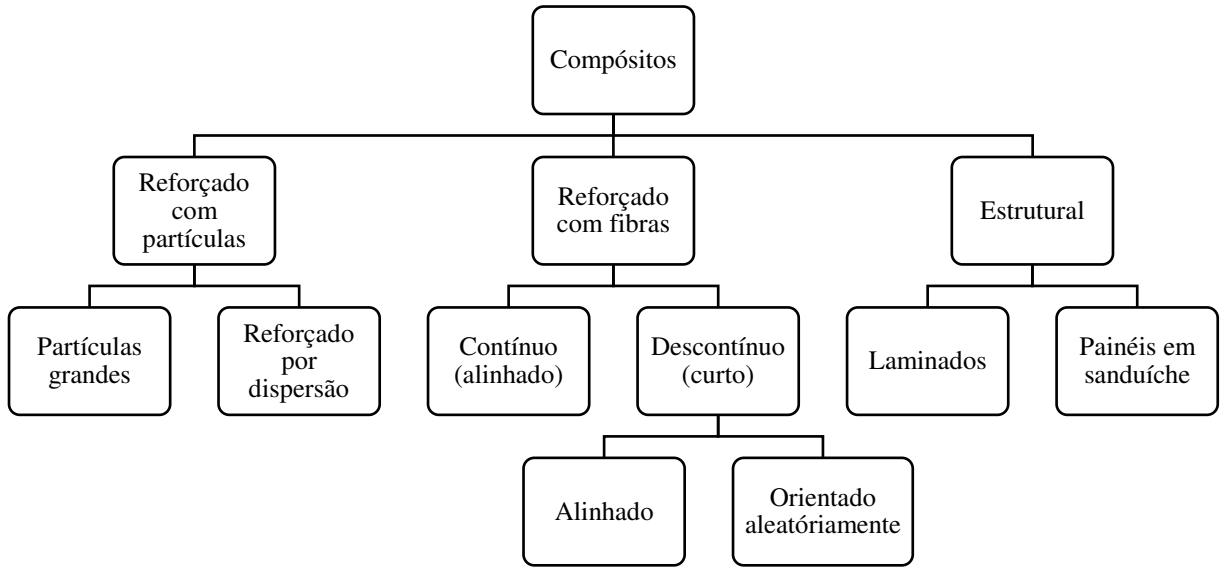 Compósitos
Reforçado
com
partículas
Reforçado
com fibras
Estrutural
Partículas
grandes
Reforçado
por
dispersão
Contínuo
(alinhado)
Descontínuo
(curto)
Laminados
Painéis em
sanduíche
Alinhado
Orientado
aleatóriamente